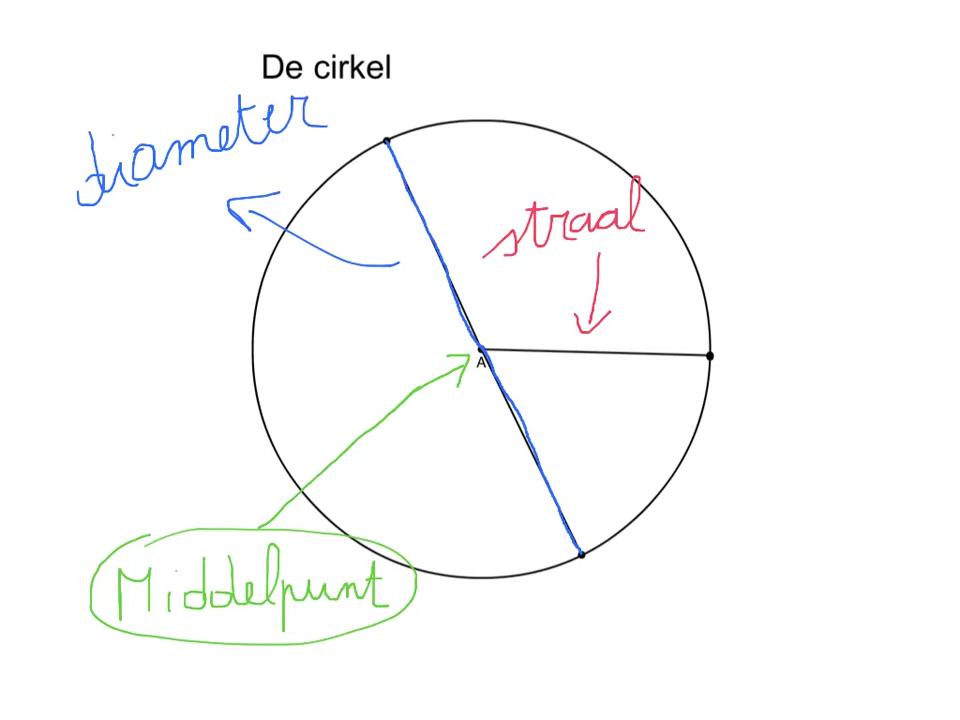 De cirkel
diameter
straal
A
Middelpunt